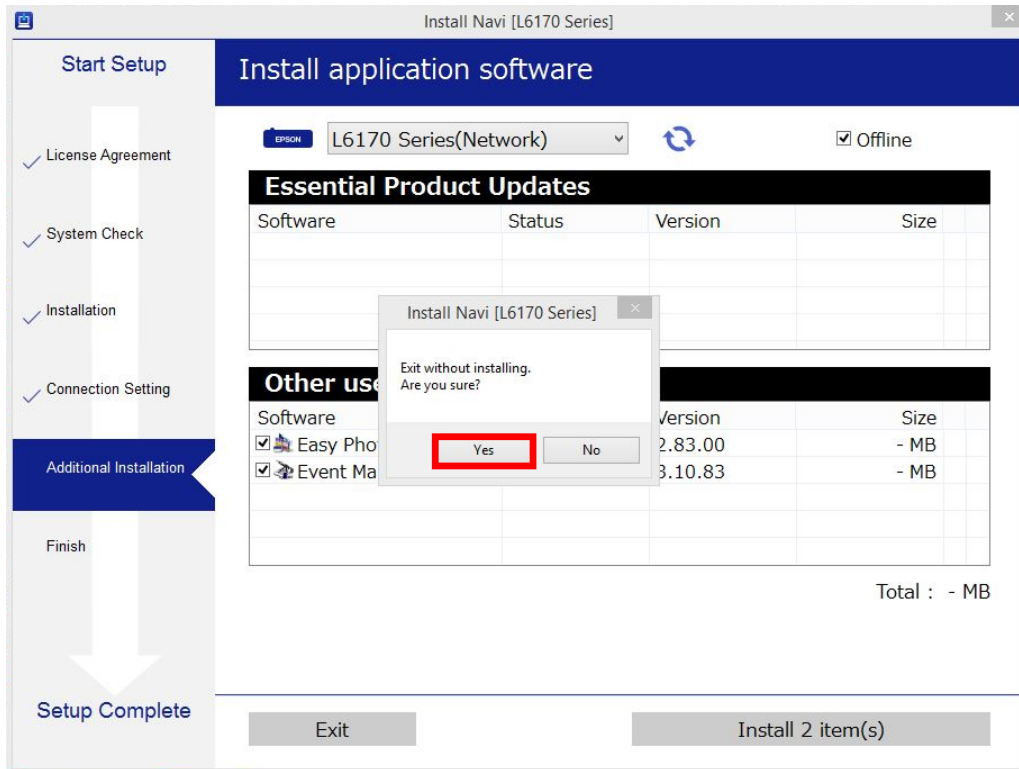 Install Navi [L6170 Series]
Start Setup
License Agreement
System Check
Installation
Connection Setting
Additional Installation
Finish
Setup Complete
Install application software
EPSON
L6170 Series(Network)
Offline
Essential Product Updates
Software Status Version Size
Install Navi [L6170 Series]
Exit without installing.
Are you sure?
Yes No
Other use
Software Version Size
Easy Pho 2.83.00 - MB
Event Ma 3.10.83 - MB
Total : - MB
Exit Install 2 item(s)